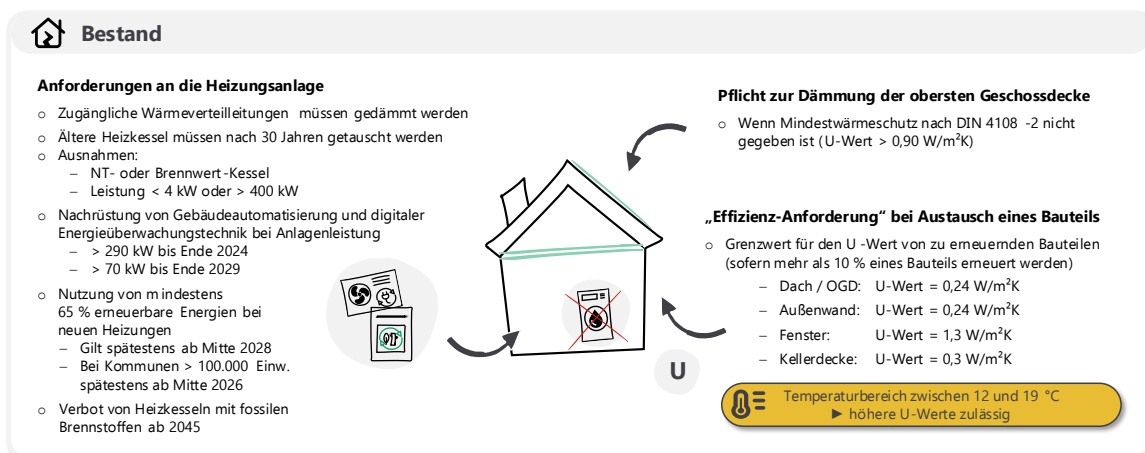 Bestand
Anforderungen an die Heizungsanlage
o Zugängliche Wärmeverteilleitungen müssen gedämmt werden
o Ältere Heizkessel müssen nach 30 Jahren getauscht werden
o Ausnahmen:
– NT- oder Brennwert-Kessel
– Leistung < 4 kW oder > 400 kW
o Nachrüstung von Gebäudeautomatisierung und digitaler
Energieüberwachungstechnik bei Anlagenleistung
– > 290 kW bis Ende 2024
– > 70 kW bis Ende 2029
o Nutzung von mindestens
65 % erneuerbare Energien bei
neuen Heizungen
– Gilt spätestens ab Mitte 2028
– Bei Kommunen > 100.000 Einw.
spätestens ab Mitte 2026
o Verbot von Heizkesseln mit fossilen
Brennstoffen ab 2045
Pflicht zur Dämmung der obersten Geschossdecke
o Wenn Mindestwärmeschutz nach DIN 4108 -2 nicht
gegeben ist (U-Wert > 0,90 W/m²K)
„Effizienz-Anforderung“ bei Austausch eines Bauteils
o Grenzwert für den U -Wert von zu erneuernden Bauteilen
(sofern mehr als 10 % eines Bauteils erneuert werden)
– Dach / OGD: U-Wert = 0,24 W/m²K
– Außenwand: U-Wert = 0,24 W/m²K
– Fenster: U-Wert = 1,3 W/m²K
– Kellerdecke: U-Wert = 0,3 W/m²K
U
Temperaturbereich zwischen 12 und 19 °C
► höhere U-Werte zulässig